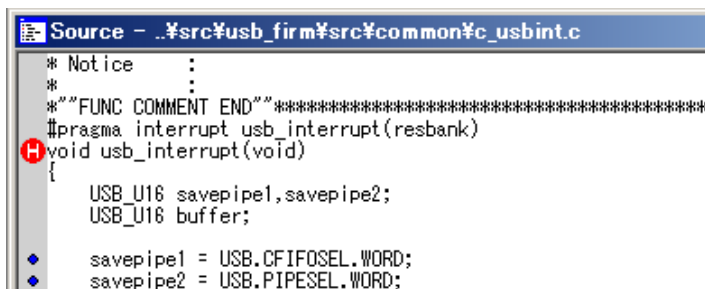 Source - ..¥src¥usb_firm¥src¥common¥c_usbint.c
* Notice      :
*             :
*""FUNC COMMENT END""*******************************************
#pragma interrupt usb_interrupt(resbank)
H void usb_interrupt(void)
{
    USB_U16 savepipe1,savepipe2;
    USB_U16 buffer;
    savepipe1 = USB.CFIFOSEL.WORD;
    savepipe2 = USB.PIPESEL.WORD;